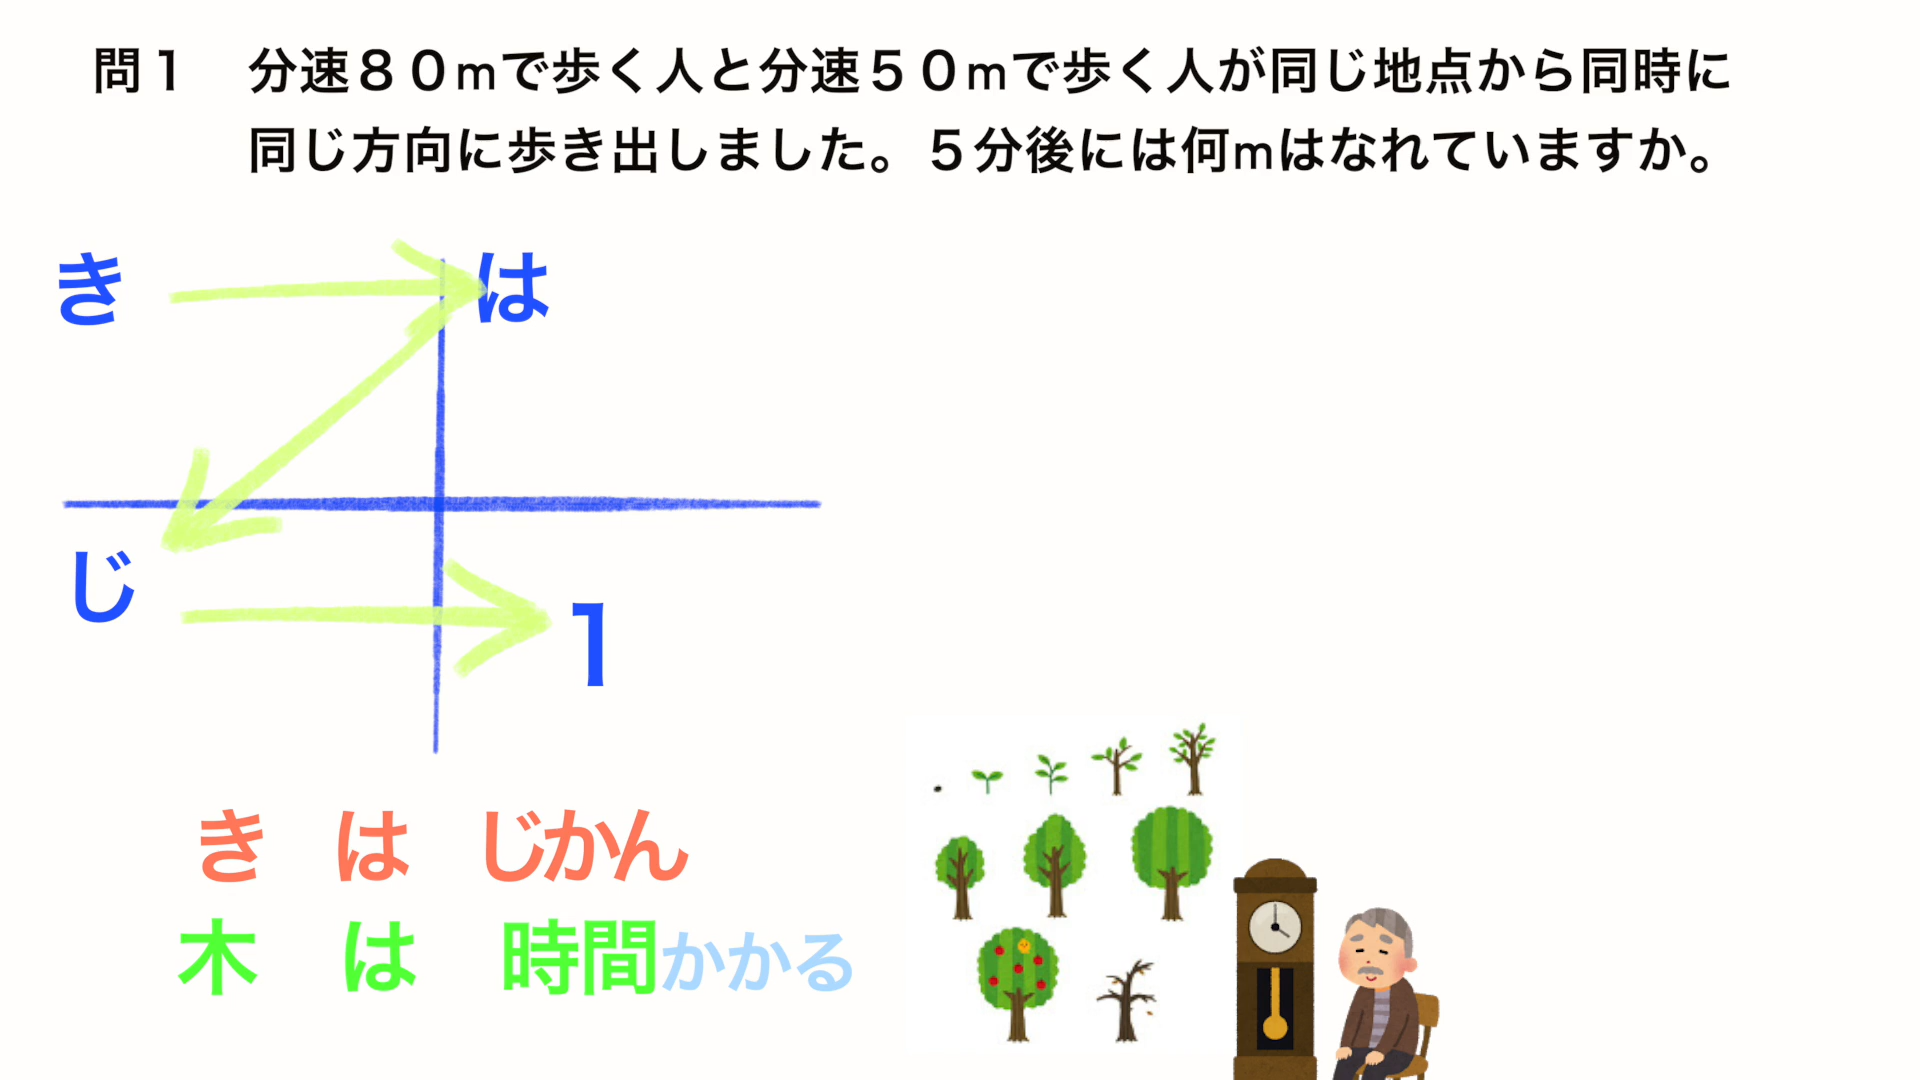 問１　分速８０ｍで歩く人と分速５０ｍで歩く人が同じ地点から同時に
同じ方向に歩き出しました。５分後には何ｍはなれていますか。
き　は
じ　１
き　は　じかん
木　は　時間かかる